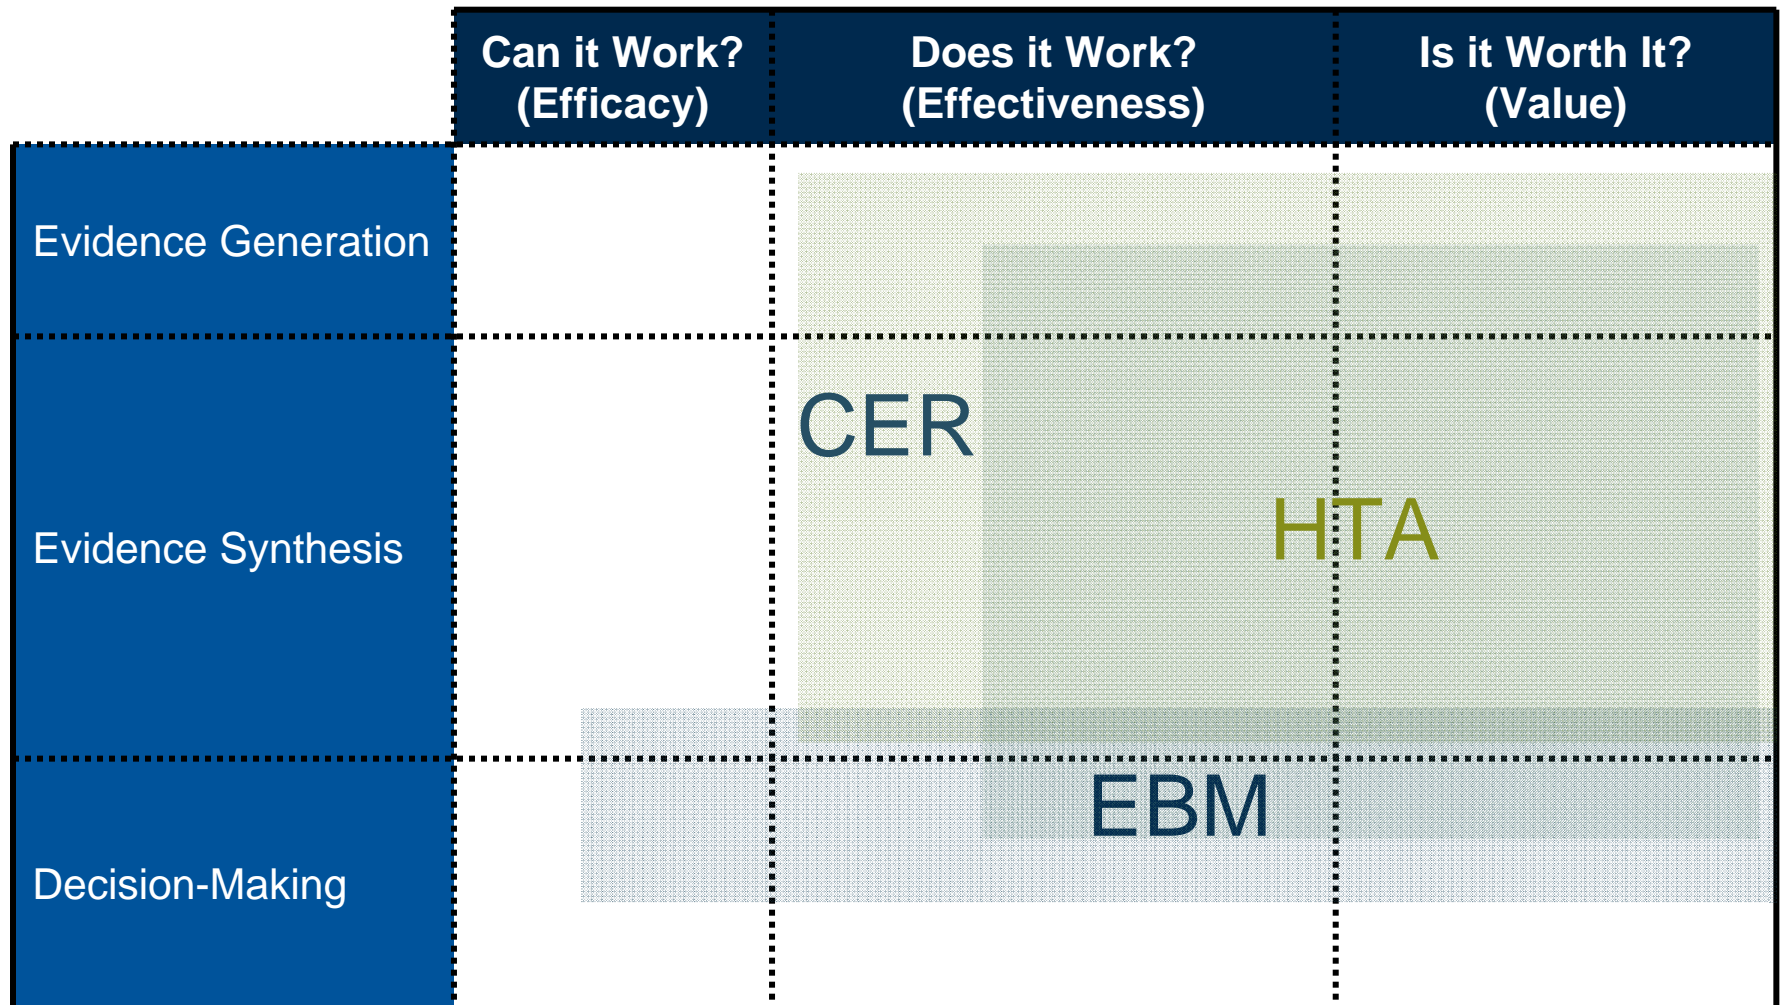 Can it Work?
(Efficacy)
Does it Work?
(Effectiveness)
Is it Worth It?
(Value)
Evidence Generation
CER
HTA
Evidence Synthesis
EBM
Decision-Making